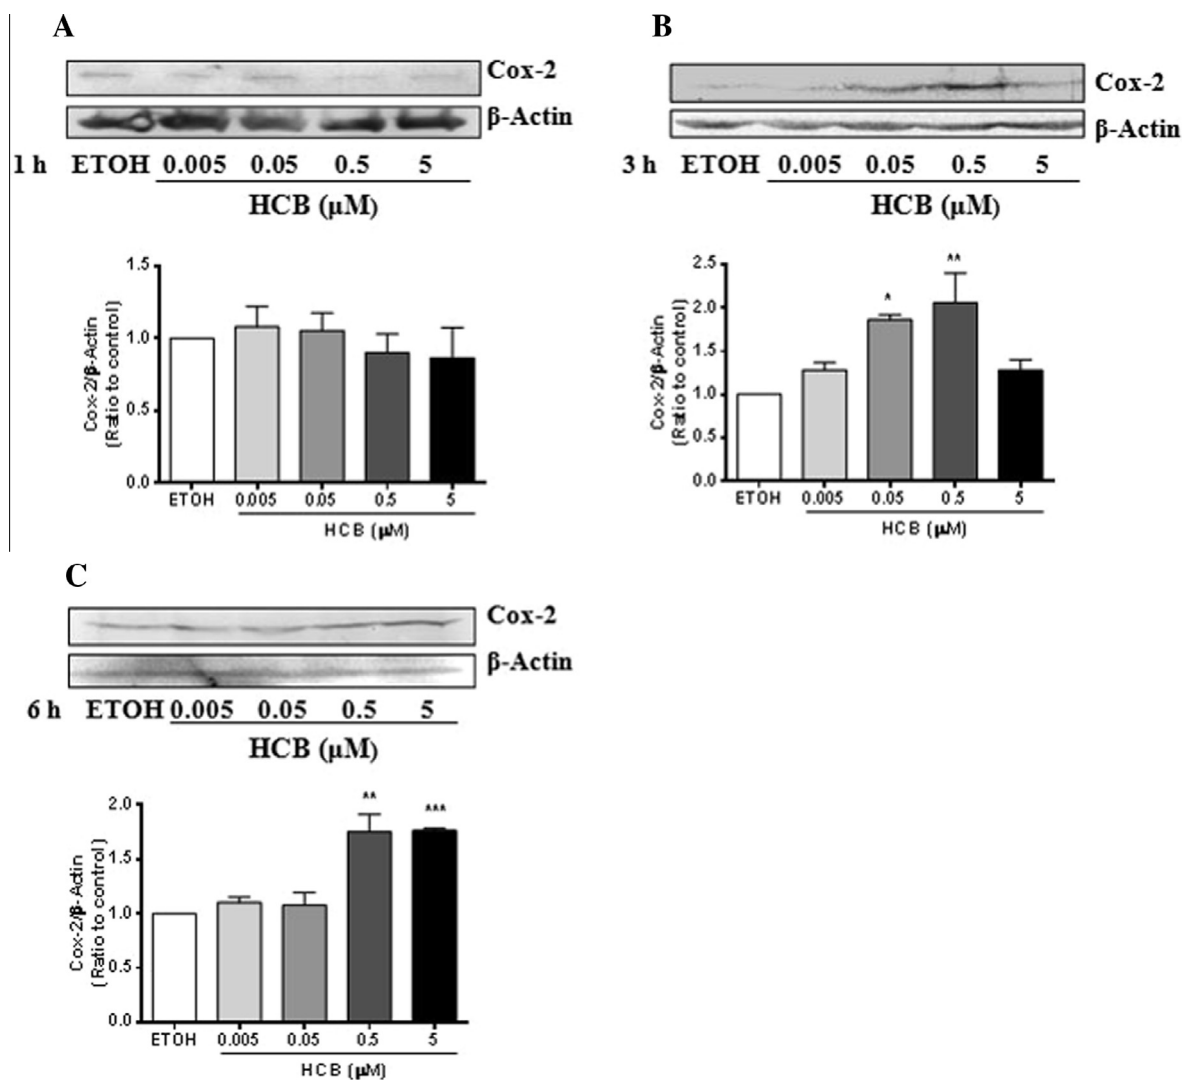 A
Cox-2
β-Actin
1 h ETOH 0.005 0.05 0.5 5
HCB (μM)
Cox-2/β-Actin
(Ratio to control)
1.5
1.0
0.5
0.0
ETOH 0.005 0.05 0.5 5
HCB (μM)
B
Cox-2
β-Actin
3 h ETOH 0.005 0.05 0.5 5
HCB (μM)
Cox-2/β-Actin
(Ratio to control)
2.5
2.0
1.5
1.0
0.5
0.0
*
**
ETOH 0.005 0.05 0.5 5
HCB (μM)
C
Cox-2
β-Actin
6 h ETOH 0.005 0.05 0.5 5
HCB (μM)
Cox-2/β-Actin
(Ratio to control)
2.0
1.5
1.0
0.5
0.0
**
***
ETOH 0.005 0.05 0.5 5
HCB (μM)